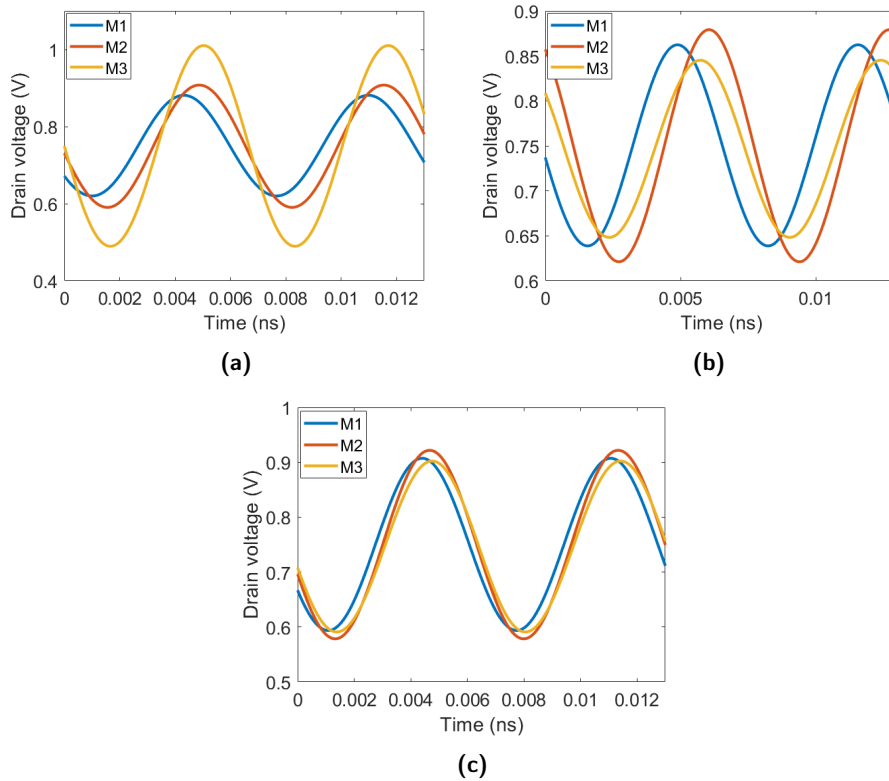 M1
M2
M3
1
0.8
0.6
0.4
Drain voltage (V)
0
0.002
0.004
0.006
0.008
0.01
0.012
Time (ns)
(a)
M1
M2
M3
0.9
0.85
0.8
0.75
0.7
0.65
0.6
Drain voltage (V)
0
0.005
0.01
Time (ns)
(b)
M1
M2
M3
1
0.9
0.8
0.7
0.6
0.5
Drain voltage (V)
0
0.002
0.004
0.006
0.008
0.01
0.012
Time (ns)
(c)